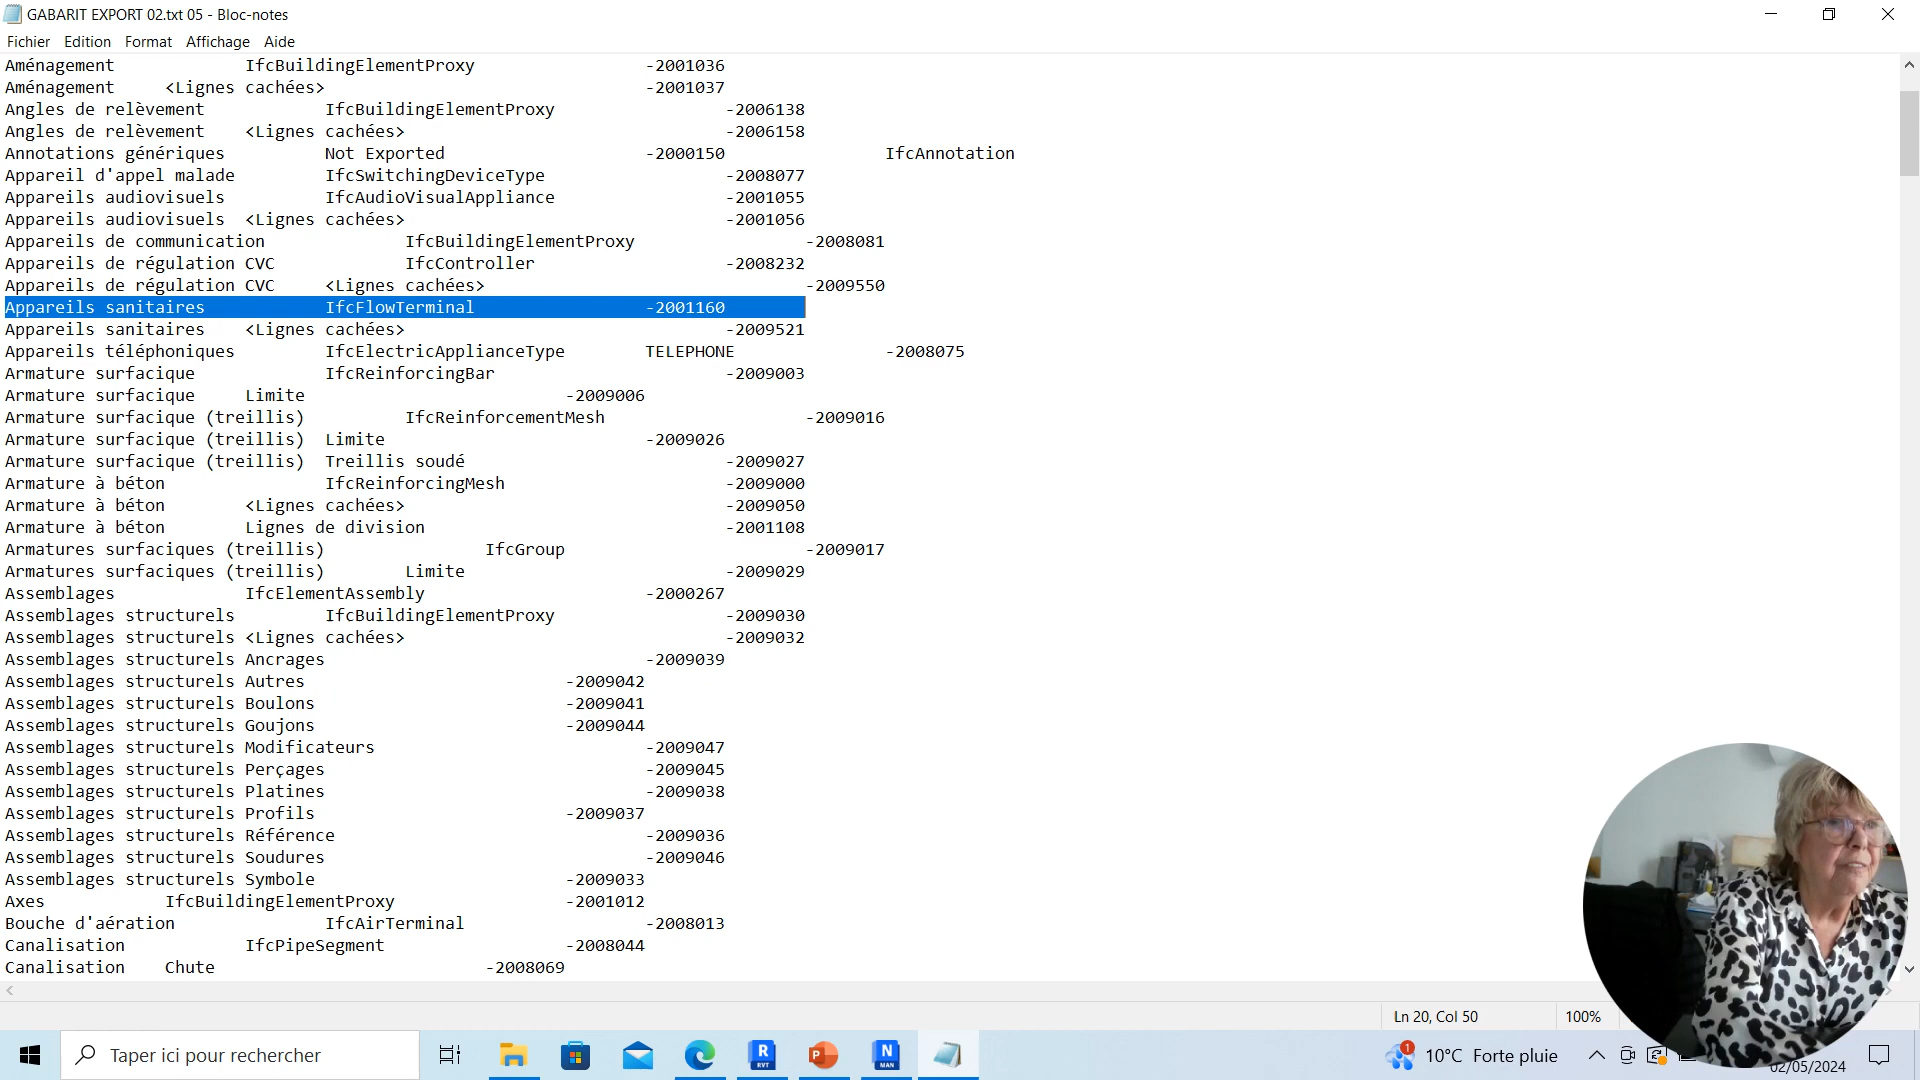 GABARIT EXPORT 02.txt 05 - Bloc-notes
Fichier Edition Format Affichage Aide
Aménagement IfcBuildingElementProxy -2001036
Aménagement <Lignes cachées> -2001037
Angles de relèvement IfcBuildingElementProxy -2006138
Angles de relèvement <Lignes cachées> -2006158
Annotations génériques Not Exported -2000150 IfcAnnotation
Appareil d'appel malade IfcSwitchingDeviceType -2008077
Appareils audiovisuels IfcAudioVisualAppliance -2001055
Appareils audiovisuels <Lignes cachées> -2001056
Appareils de communication IfcBuildingElementProxy -2008081
Appareils de régulation CVC IfcController -2008232
Appareils de régulation CVC <Lignes cachées> -2009550
Appareils sanitaires IfcFlowTerminal -2001160
Appareils sanitaires <Lignes cachées> -2009521
Appareils téléphoniques IfcElectricApplianceType TELEPHONE -2008075
Armature surfacique IfcReinforcingBar -2009003
Armature surfacique Limite -2009006
Armature surfacique (treillis) IfcReinforcementMesh -2009016
Armature surfacique (treillis) Limite -2009026
Armature surfacique (treillis) Treillis soudé -2009027
Armature à béton IfcReinforcingMesh -2009000
Armature à béton <Lignes cachées> -2009050
Armature à béton Lignes de division -2001108
Armatures surfaciques (treillis) IfcGroup -2009017
Armatures surfaciques (treillis) Limite -2009029
Assemblages IfcElementAssembly -2000267
Assemblages structurels IfcBuildingElementProxy -2009030
Assemblages structurels <Lignes cachées> -2009032
Assemblages structurels Ancrages -2009039
Assemblages structurels Autres -2009042
Assemblages structurels Boulons -2009041
Assemblages structurels Goujons -2009044
Assemblages structurels Modificateurs -2009047
Assemblages structurels Perçages -2009045
Assemblages structurels Platines -2009038
Assemblages structurels Profils -2009037
Assemblages structurels Référence -2009036
Assemblages structurels Soudures -2009046
Assemblages structurels Symbole -2009033
Axes IfcBuildingElementProxy -2001012
Bouche d'aération IfcAirTerminal -2008013
Canalisation IfcPipeSegment -2008044
Canalisation Chute -2008069
Ln 20, Col 50 100%
Taper ici pour rechercher
R RVT P N MAN 1 10°C Forte pluie
02/05/2024